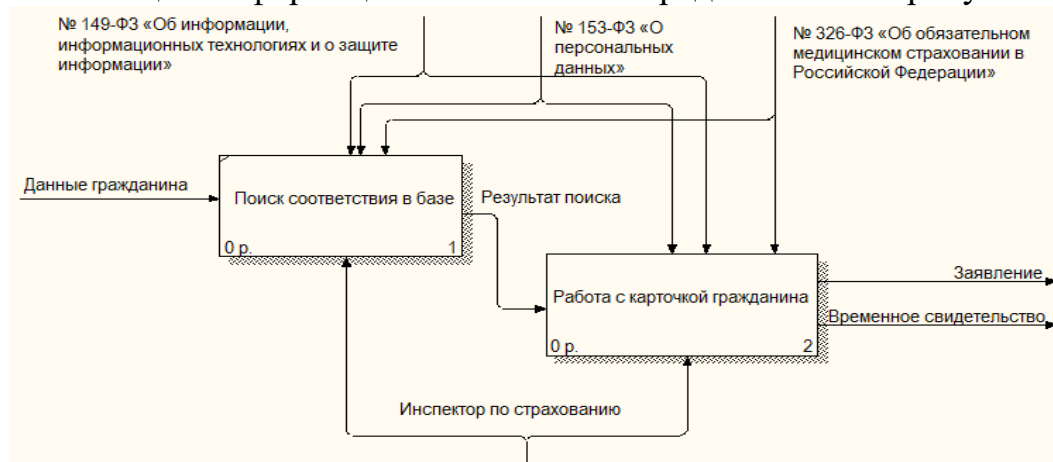 № 149-ФЗ «Об информации,
информационных технологиях и о защите
информации»
№ 153-ФЗ «О
персональных
данных»
№ 326-ФЗ «Об обязательном
медицинском страховании в
Российской Федерации»
Данные гражданина
Поиск соответствия в базе
0 р.
1
Результат поиска
Работа с карточкой гражданина
0 р.
2
Заявление
Временное свидетельство
Инспектор по страхованию